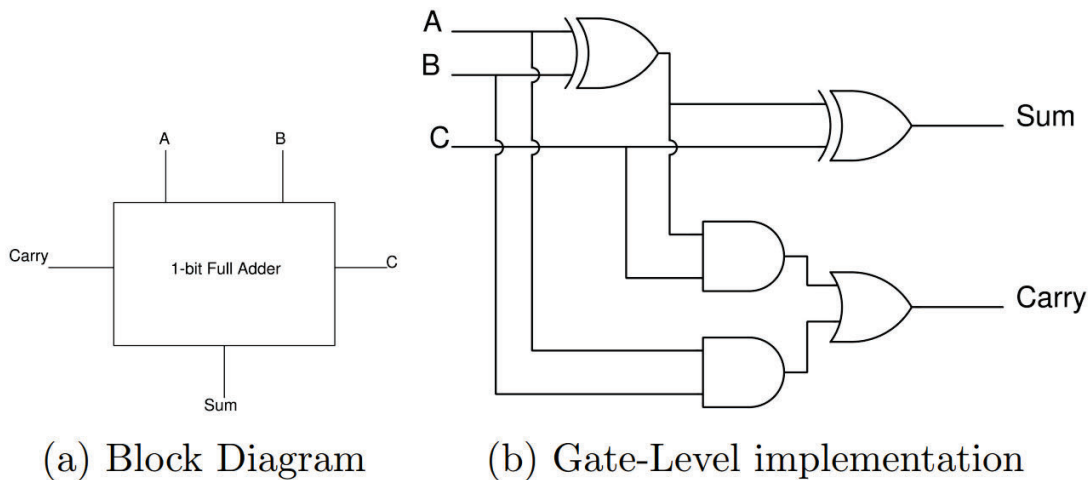 A
B
Carry
1-bit Full Adder
C
Sum
(a) Block Diagram
A
B
C
Sum
Carry
(b) Gate-Level implementation